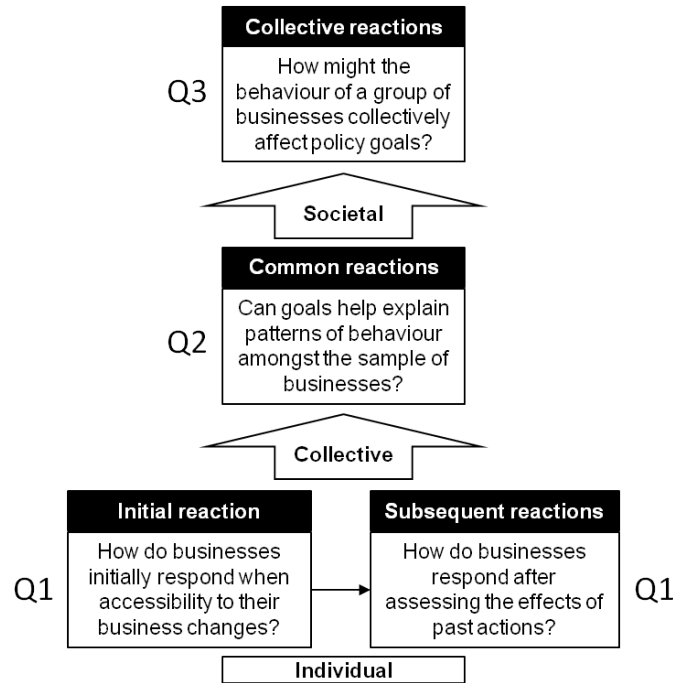 Collective reactions
Q3
How might the
behaviour of a group of
businesses collectively
affect policy goals?
Societal
Common reactions
Q2
Can goals help explain
patterns of behaviour
amongst the sample of
businesses?
Collective
Initial reaction
Q1
How do businesses
initially respond when
accessibility to their
business changes?
Subsequent reactions
How do businesses
respond after
assessing the effects of
past actions?
Q1
Individual